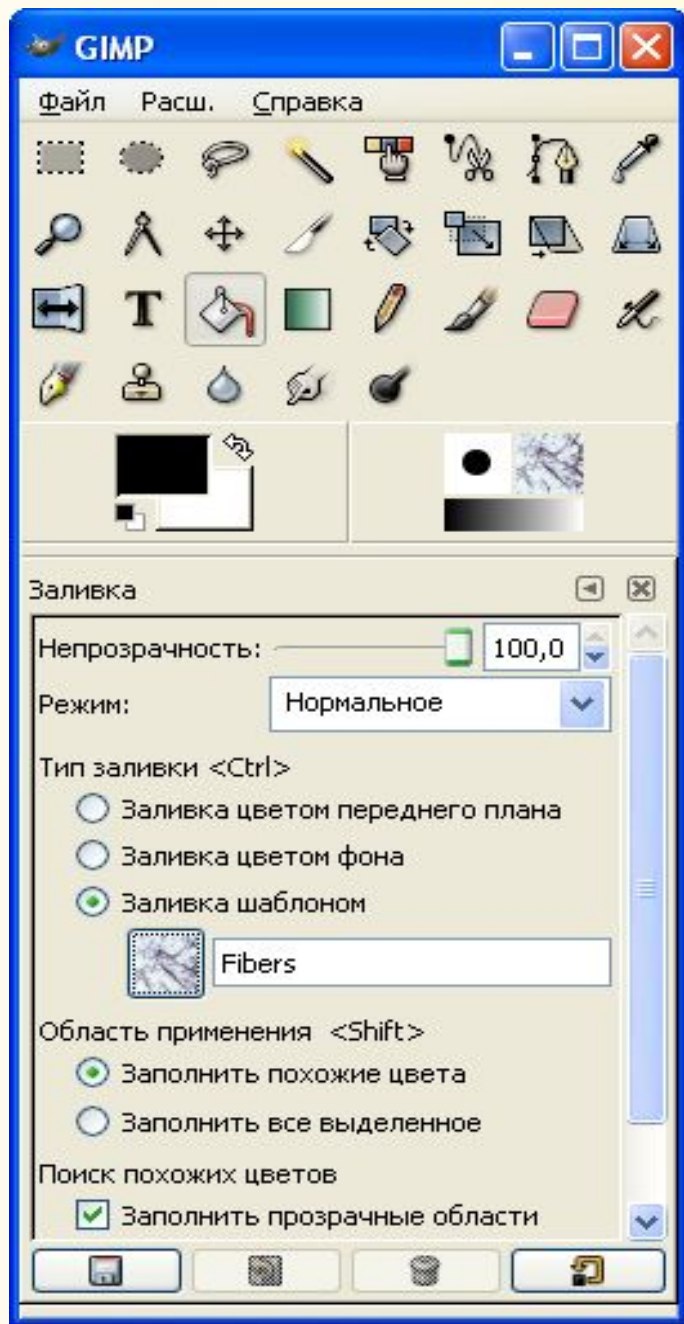 GIMP
Файл Расш. Справка
Заливка
Непрозрачность: 100,0
Режим: Нормальное
Тип заливки <Ctrl>
Заливка цветом переднего плана
Заливка цветом фона
Заливка шаблоном
Fibers
Область применения <Shift>
Заполнить похожие цвета
Заполнить все выделенное
Поиск похожих цветов
Заполнить прозрачные области